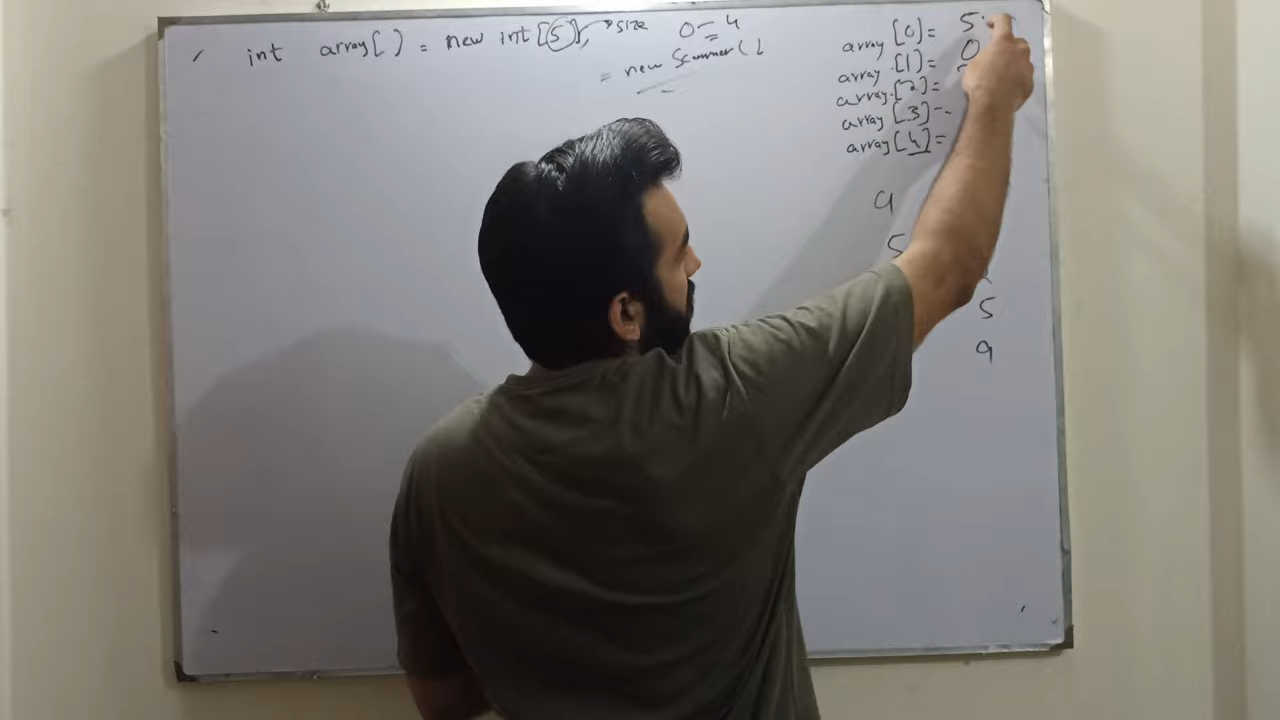 int array[ ] = new int[5]; → size 0 – 4
= new Scanner( )
array [0] = 5
array [1] = 0
array [2] =
array [3] =
array [4] =
9
5
5
9